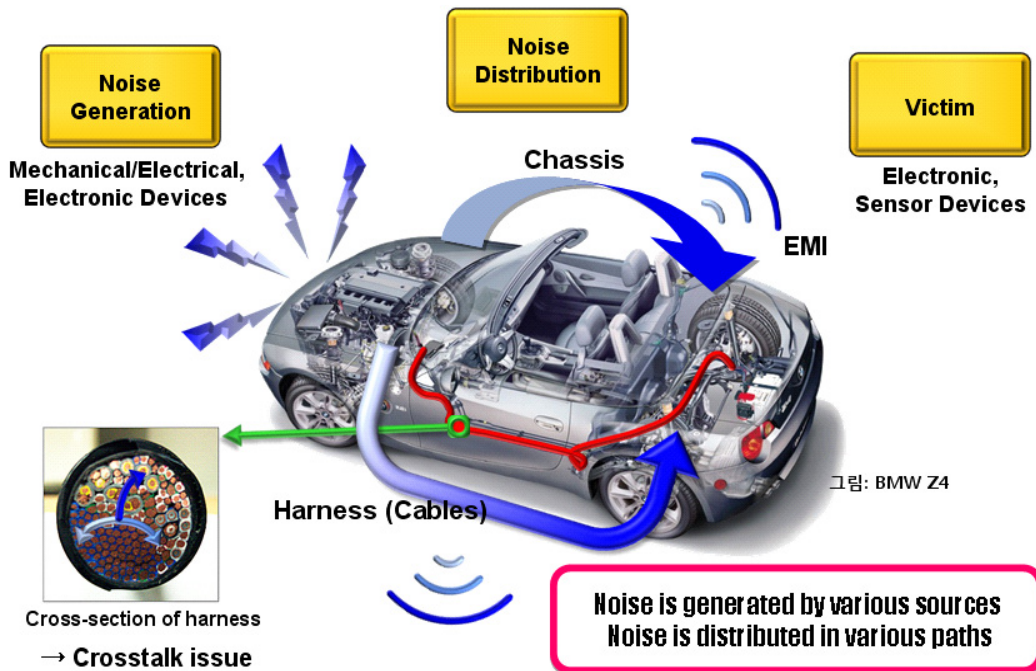 Noise
Generation
Noise
Distribution
Victim
Mechanical/Electrical,
Electronic Devices
Chassis
Electronic,
Sensor Devices
EMI
그림: BMW Z4
Harness (Cables)
Cross-section of harness
→ Crosstalk issue
Noise is generated by various sources
Noise is distributed in various paths